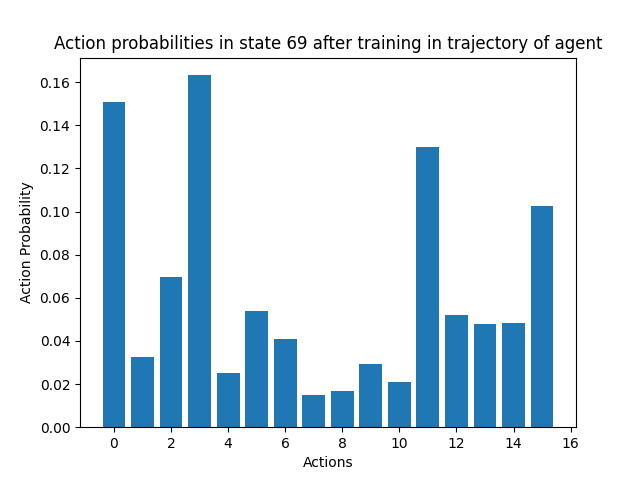 Action probabilities in state 69 after training in trajectory of agent
0.16
0.14
0.12
0.10
0.08
0.06
0.04
0.02
0.00
Action Probability
0 2 4 6 8 10 12 14 16
Actions